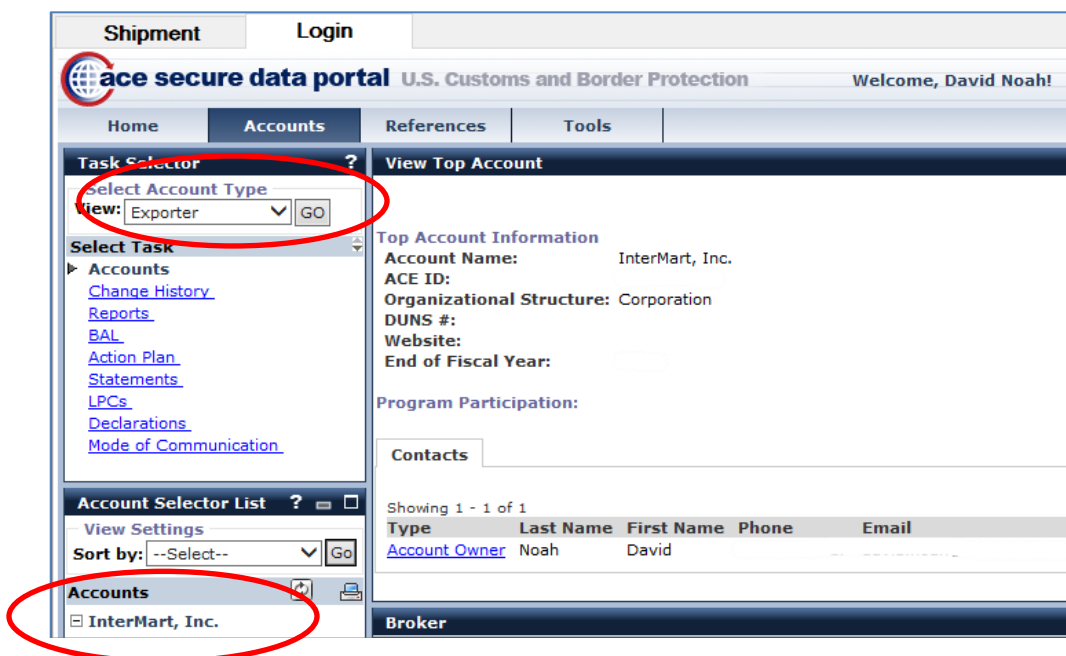 Shipment Login
ace secure data portal U.S. Customs and Border Protection Welcome, David Noah!
Home Accounts References Tools
Task Selector ?
Select Account Type
View: Exporter GO
Select Task
Accounts
Change History
Reports
BAL
Action Plan
Statements
LPCs
Declarations
Mode of Communication
Account Selector List ?
View Settings
Sort by: --Select-- Go
Accounts
InterMart, Inc.
View Top Account
Top Account Information
Account Name: InterMart, Inc.
ACE ID:
Organizational Structure: Corporation
DUNS #:
Website:
End of Fiscal Year:
Program Participation:
Contacts
Showing 1 - 1 of 1
Type Last Name First Name Phone Email
Account Owner Noah David
Broker